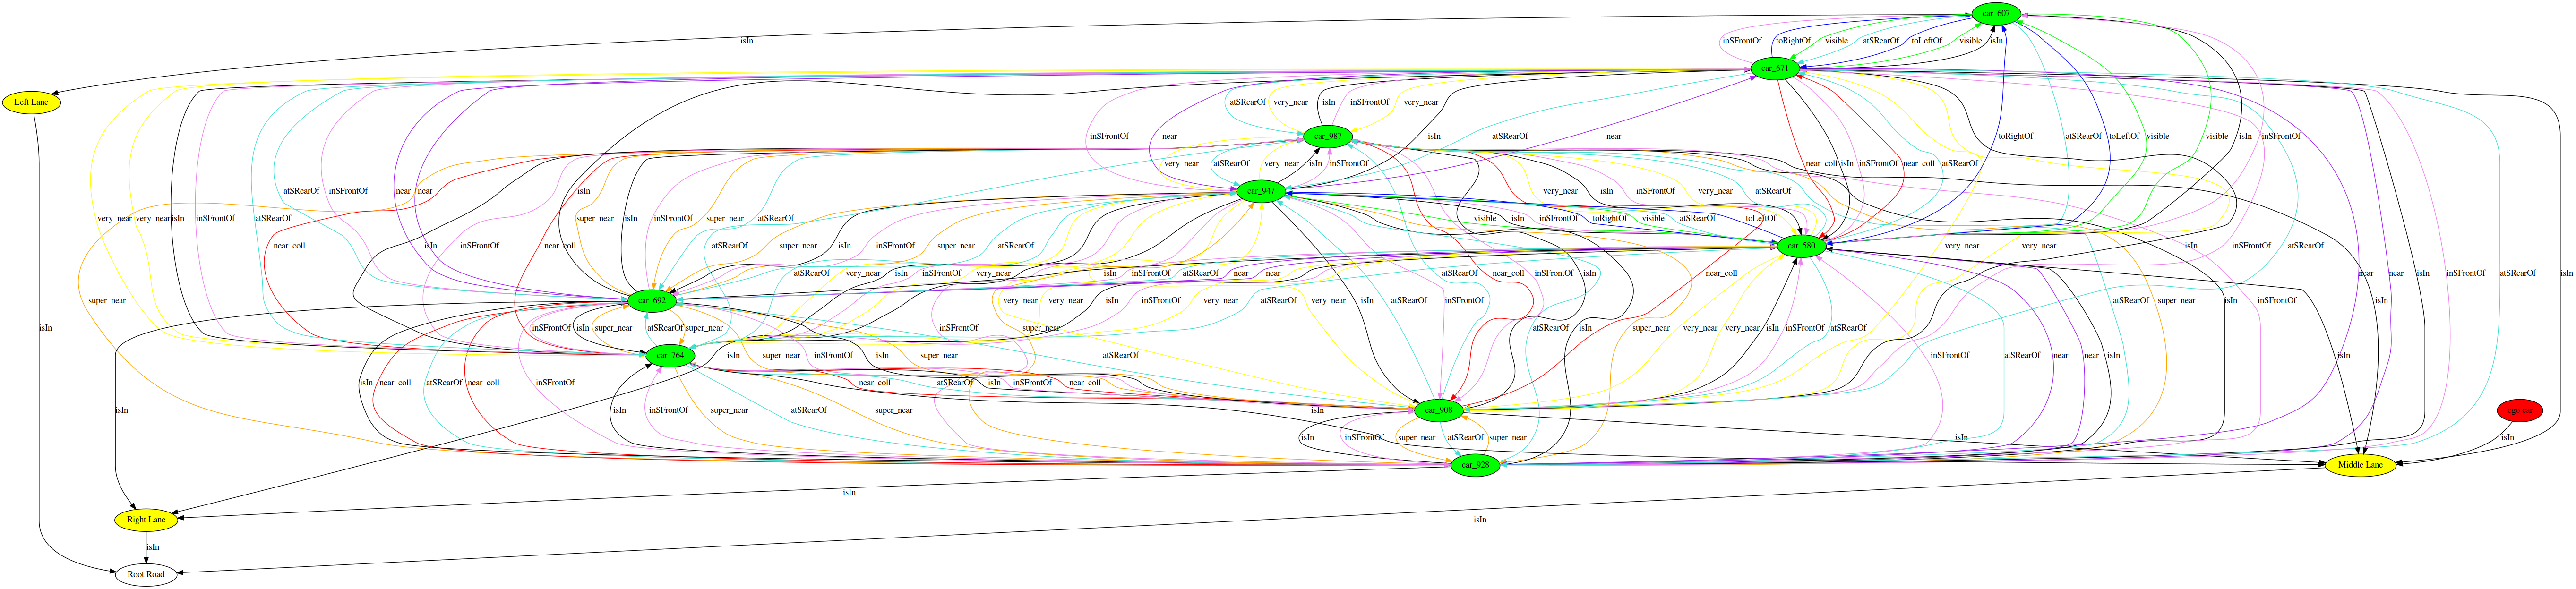 car_607
isIn
inSFrontOf toRightOf visible atSRearOf toLeftOf visible isIn
car_671
Left Lane
atSRearOf very_near isIn inSFrontOf very_near
car_987
inSFrontOf near isIn atSRearOf near toRightOf atSRearOf toLeftOf visible visible isIn inSFrontOf
very_near atSRearOf very_near isIn inSFrontOf near_coll isIn inSFrontOf near_coll atSRearOf
car_947
atSRearOf inSFrontOf near near isIn very_near isIn inSFrontOf very_near atSRearOf
very_near very_near isIn inSFrontOf atSRearOf super_near isIn inSFrontOf super_near atSRearOf visible isIn inSFrontOf toRightOf visible atSRearOf toLeftOf
car_580
near_coll isIn inSFrontOf near_coll atSRearOf isIn inSFrontOf super_near atSRearOf very_near very_near isIn inSFrontOf atSRearOf
atSRearOf very_near isIn inSFrontOf very_near isIn inSFrontOf atSRearOf near near atSRearOf near_coll inSFrontOf isIn near_coll near near isIn inSFrontOf atSRearOf isIn
car_692
super_near very_near very_near isIn inSFrontOf very_near atSRearOf very_near isIn atSRearOf inSFrontOf atSRearOf super_near isIn isIn
inSFrontOf isIn super_near atSRearOf super_near isIn inSFrontOf super_near atSRearOf isIn super_near very_near very_near isIn inSFrontOf atSRearOf
car_764
isIn super_near inSFrontOf isIn super_near atSRearOf inSFrontOf atSRearOf near near isIn isIn
isIn near_coll atSRearOf near_coll inSFrontOf near_coll atSRearOf isIn inSFrontOf near_coll
isIn isIn inSFrontOf super_near atSRearOf super_near isIn
car_908
ego car
isIn inSFrontOf super_near atSRearOf super_near isIn isIn
car_928
Middle Lane
isIn
Right Lane
isIn
isIn
Root Road